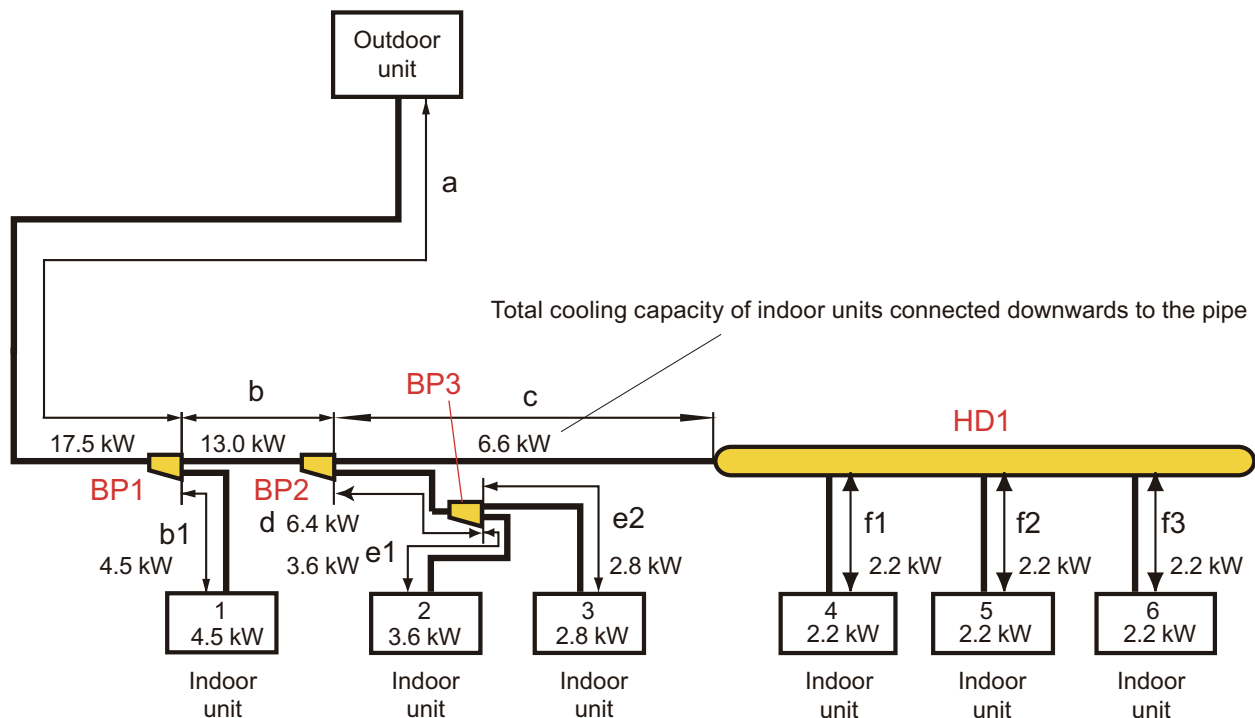 Outdoor
unit
a
Total cooling capacity of indoor units connected downwards to the pipe
BP3
b
c
HD1
17.5 kW
13.0 kW
6.6 kW
BP1
BP2
d
6.4 kW
e2
f1
f2
f3
b1
4.5 kW
3.6 kW
e1
2.8 kW
2.2 kW
2.2 kW
2.2 kW
1
4.5 kW
2
3.6 kW
3
2.8 kW
4
2.2 kW
5
2.2 kW
6
2.2 kW
Indoor
unit
Indoor
unit
Indoor
unit
Indoor
unit
Indoor
unit
Indoor
unit